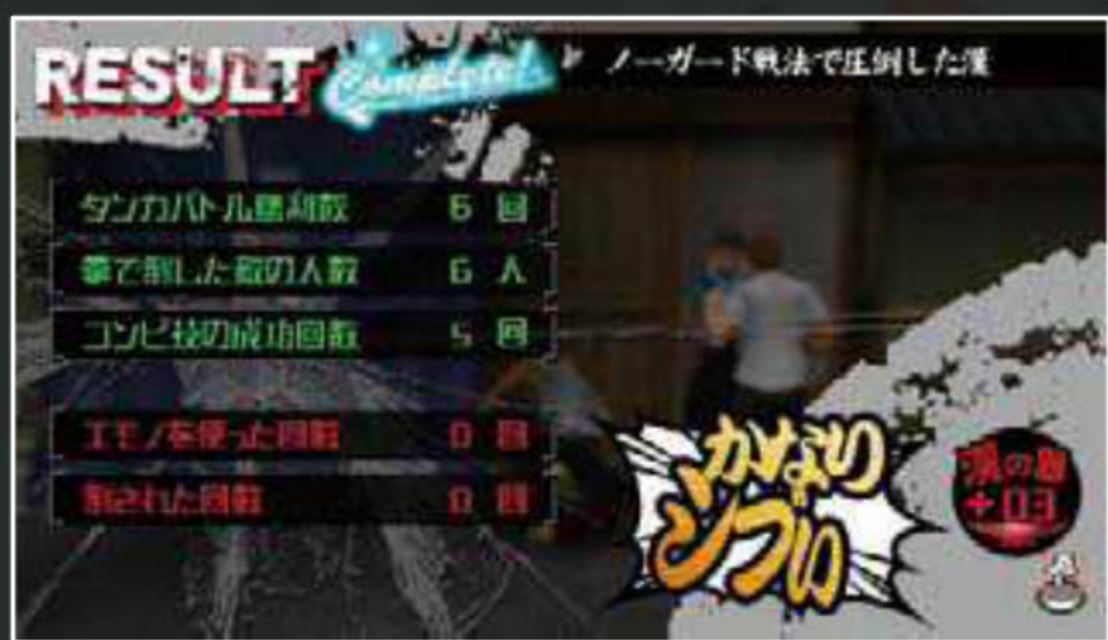 RESULT Complete!
ノーガード戦法で圧倒した漢
タンカバトル勝利数 6 回
拳で倒した敵の人数 6 人
コンビ技の成功回数 5 回
エモノを使った回数 0 回
倒された回数 0 回
かなり
シブい
漢の
+03